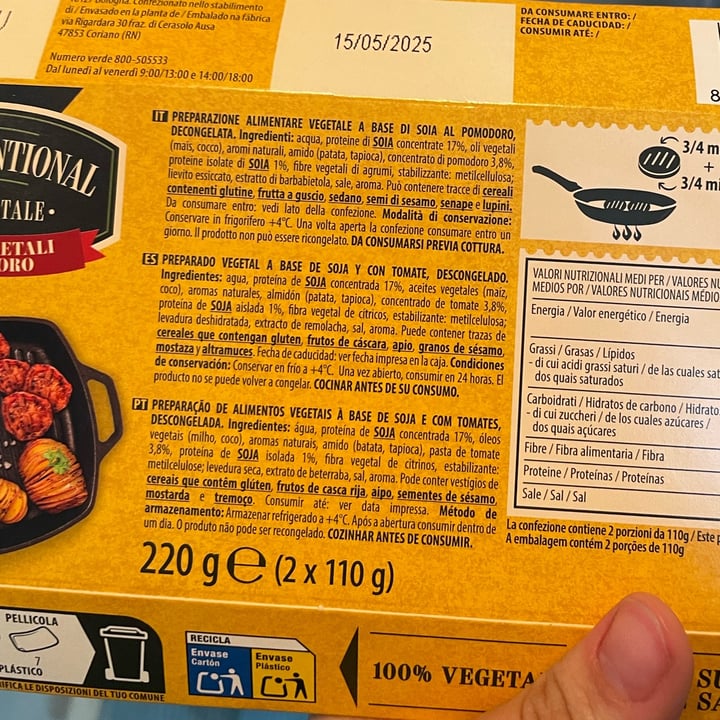 40127 Bologna. Confezionato nello stabilimento
di / Envasado en la planta de / Embalado na fábrica
via Rigardara 30 fraz. di Cerasolo Ausa
47853 Coriano (RN)
Numero verde 800-505533
Dal lunedì al venerdì 9:00/13:00 e 14:00/18:00
15/05/2025
DA CONSUMARE ENTRO: /
FECHA DE CADUCIDAD: /
CONSUMIR ATÉ: /
8
NTIONAL
TALE •
ETALI
ORO
IT PREPARAZIONE ALIMENTARE VEGETALE A BASE DI SOIA AL POMODORO,
DECONGELATA. Ingredienti: acqua, proteine di SOIA concentrate 17%, oli vegetali
(mais, cocco), aromi naturali, amido (patata, tapioca), concentrato di pomodoro 3,8%,
proteine isolate di SOIA 1%, fibre vegetali di agrumi, stabilizzante: metilcellulosa;
lievito essiccato, estratto di barbabietola, sale, aroma. Può contenere tracce di cereali
contenenti glutine, frutta a guscio, sedano, semi di sesamo, senape e lupini.
Da consumare entro: vedi lato della confezione. Modalità di conservazione:
Conservare in frigorifero +4°C. Una volta aperta la confezione consumare entro un
giorno. Il prodotto non può essere ricongelato. DA CONSUMARSI PREVIA COTTURA.
ES PREPARADO VEGETAL A BASE DE SOJA Y CON TOMATE, DESCONGELADO.
Ingredientes: agua, proteína de SOJA concentrada 17%, aceites vegetales (maíz,
coco), aromas naturales, almidón (patata, tapioca), concentrado de tomate 3,8%,
proteína de SOJA aislada 1%, fibra vegetal de cítricos, estabilizante: metilcelulosa;
levadura deshidratada, extracto de remolacha, sal, aroma. Puede contener trazas de
cereales que contengan gluten, frutos de cáscara, apio, granos de sésamo,
mostaza y altramuces. Fecha de caducidad: ver fecha impresa en la caja. Condiciones
de conservación: Conservar en frío a +4°C. Una vez abierto, consumir en 24 horas. El
producto no se puede volver a congelar. COCINAR ANTES DE SU CONSUMO.
PT PREPARAÇÃO DE ALIMENTOS VEGETAIS À BASE DE SOJA E COM TOMATES,
DESCONGELADA. Ingredientes: água, proteína de SOJA concentrada 17%, óleos
vegetais (milho, coco), aromas naturais, amido (batata, tapioca), pasta de tomate
3,8%, proteína de SOJA isolada 1%, fibra vegetal de citrinos, estabilizante:
metilcelulose; levedura seca, extrato de beterraba, sal, aroma. Pode conter vestígios de
cereais que contêm glúten, frutos de casca rija, aipo, sementes de sésamo,
mostarda e tremoço. Consumir até: ver data impressa. Método de
armazenamento: Armazenar refrigerado a +4°C. Após a abertura consumir dentro de
um dia. O produto não pode ser recongelado. COZINHAR ANTES DE CONSUMIR.
220 g e (2 x 110 g)
3/4 m
+
3/4 mi
VALORI NUTRIZIONALI MEDI PER / VALORES NU
MEDIOS POR / VALORES NUTRICIONAIS MÉDIO
Energia / Valor energético / Energia
Grassi / Grasas / Lípidos
- di cui acidi grassi saturi / de las cuales sat
dos quais saturados
Carboidrati / Hidratos de carbono / Hidrato
- di cui zuccheri / de los cuales azúcares /
dos quais açúcares
Fibre / Fibra alimentaria / Fibra
Proteine / Proteínas / Proteínas
Sale / Sal / Sal
La confezione contiene 2 porzioni da 110g / Este p
A embalagem contém 2 porções de 110g
PELLICOLA
7
PLÁSTICO
IFICA LE DISPOSIZIONI DEL TUO COMUNE
RECICLA
Envase
Cartón
Envase
Plástico
100% VEGETA
SU
SA